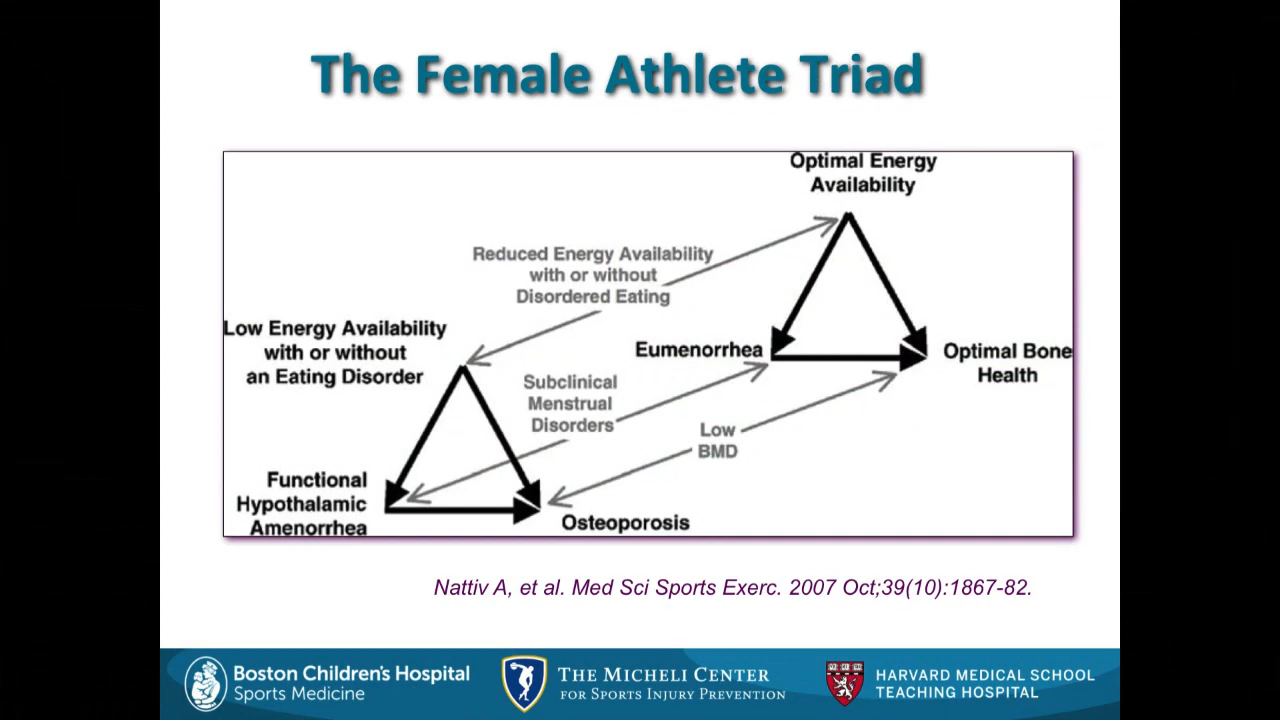 The Female Athlete Triad
Optimal Energy
Availability
Reduced Energy Availability
with or without
Disordered Eating
Low Energy Availability
with or without
an Eating Disorder
Eumenorrhea
Optimal Bone
Health
Subclinical
Menstrual
Disorders
Low
BMD
Functional
Hypothalamic
Amenorrhea
Osteoporosis
Nattiv A, et al. Med Sci Sports Exerc. 2007 Oct;39(10):1867-82.
Boston Children's Hospital
Sports Medicine
THE MICHELI CENTER
FOR SPORTS INJURY PREVENTION
HARVARD MEDICAL SCHOOL
TEACHING HOSPITAL